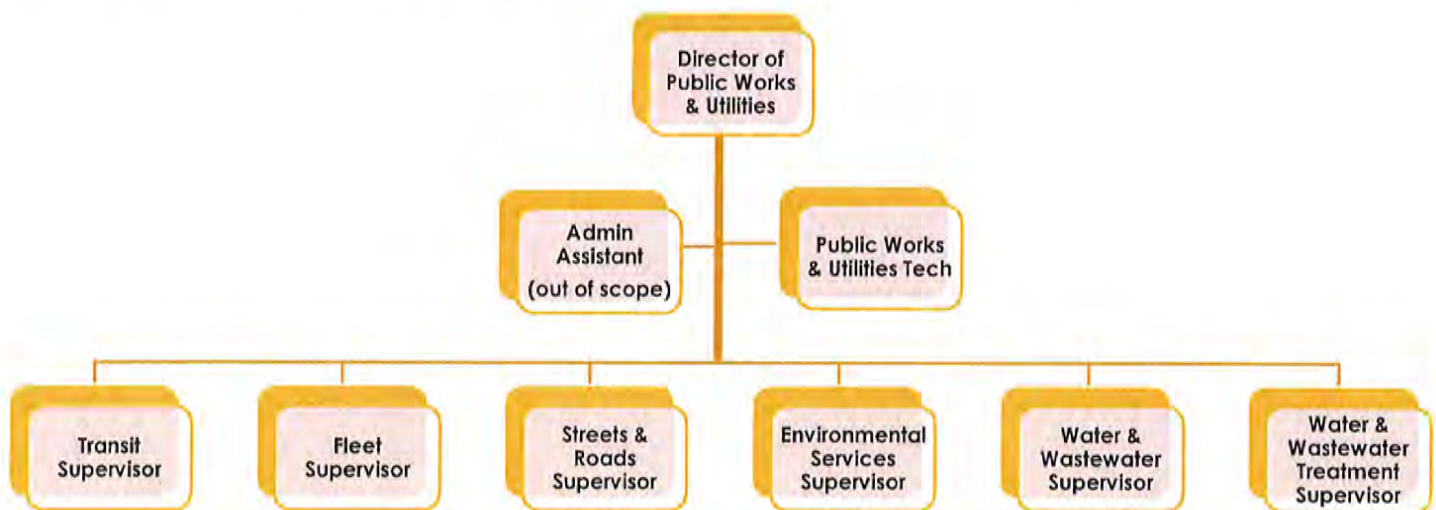 Director of
Public Works
& Utilities
Admin
Assistant
(out of scope)
Public Works
& Utilities Tech
Transit
Supervisor
Fleet
Supervisor
Streets &
Roads
Supervisor
Environmental
Services
Supervisor
Water &
Wastewater
Supervisor
Water &
Wastewater
Treatment
Supervisor